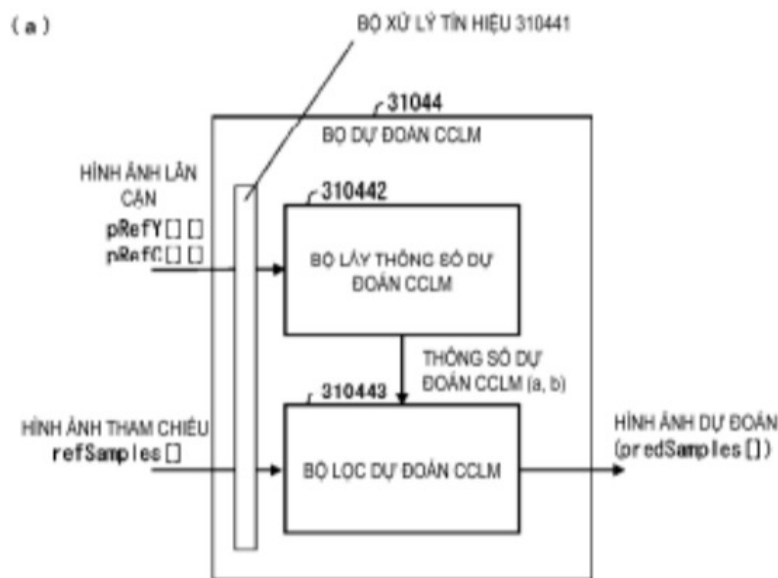 (a)
BỘ XỬ LÝ TÍN HIỆU 310441
31044
BỘ DỰ ĐOÁN CCLM
HÌNH ẢNH LÂN
CẬN
pRefY[][]
pRefC[][]
310442
BỘ LẤY THÔNG SỐ DỰ
ĐOÁN CCLM
THÔNG SỐ DỰ
ĐOÁN CCLM (a, b)
310443
HÌNH ẢNH THAM CHIẾU
refSamples[]
BỘ LỌC DỰ ĐOÁN CCLM
HÌNH ẢNH DỰ ĐOÁN
(predSamples[])